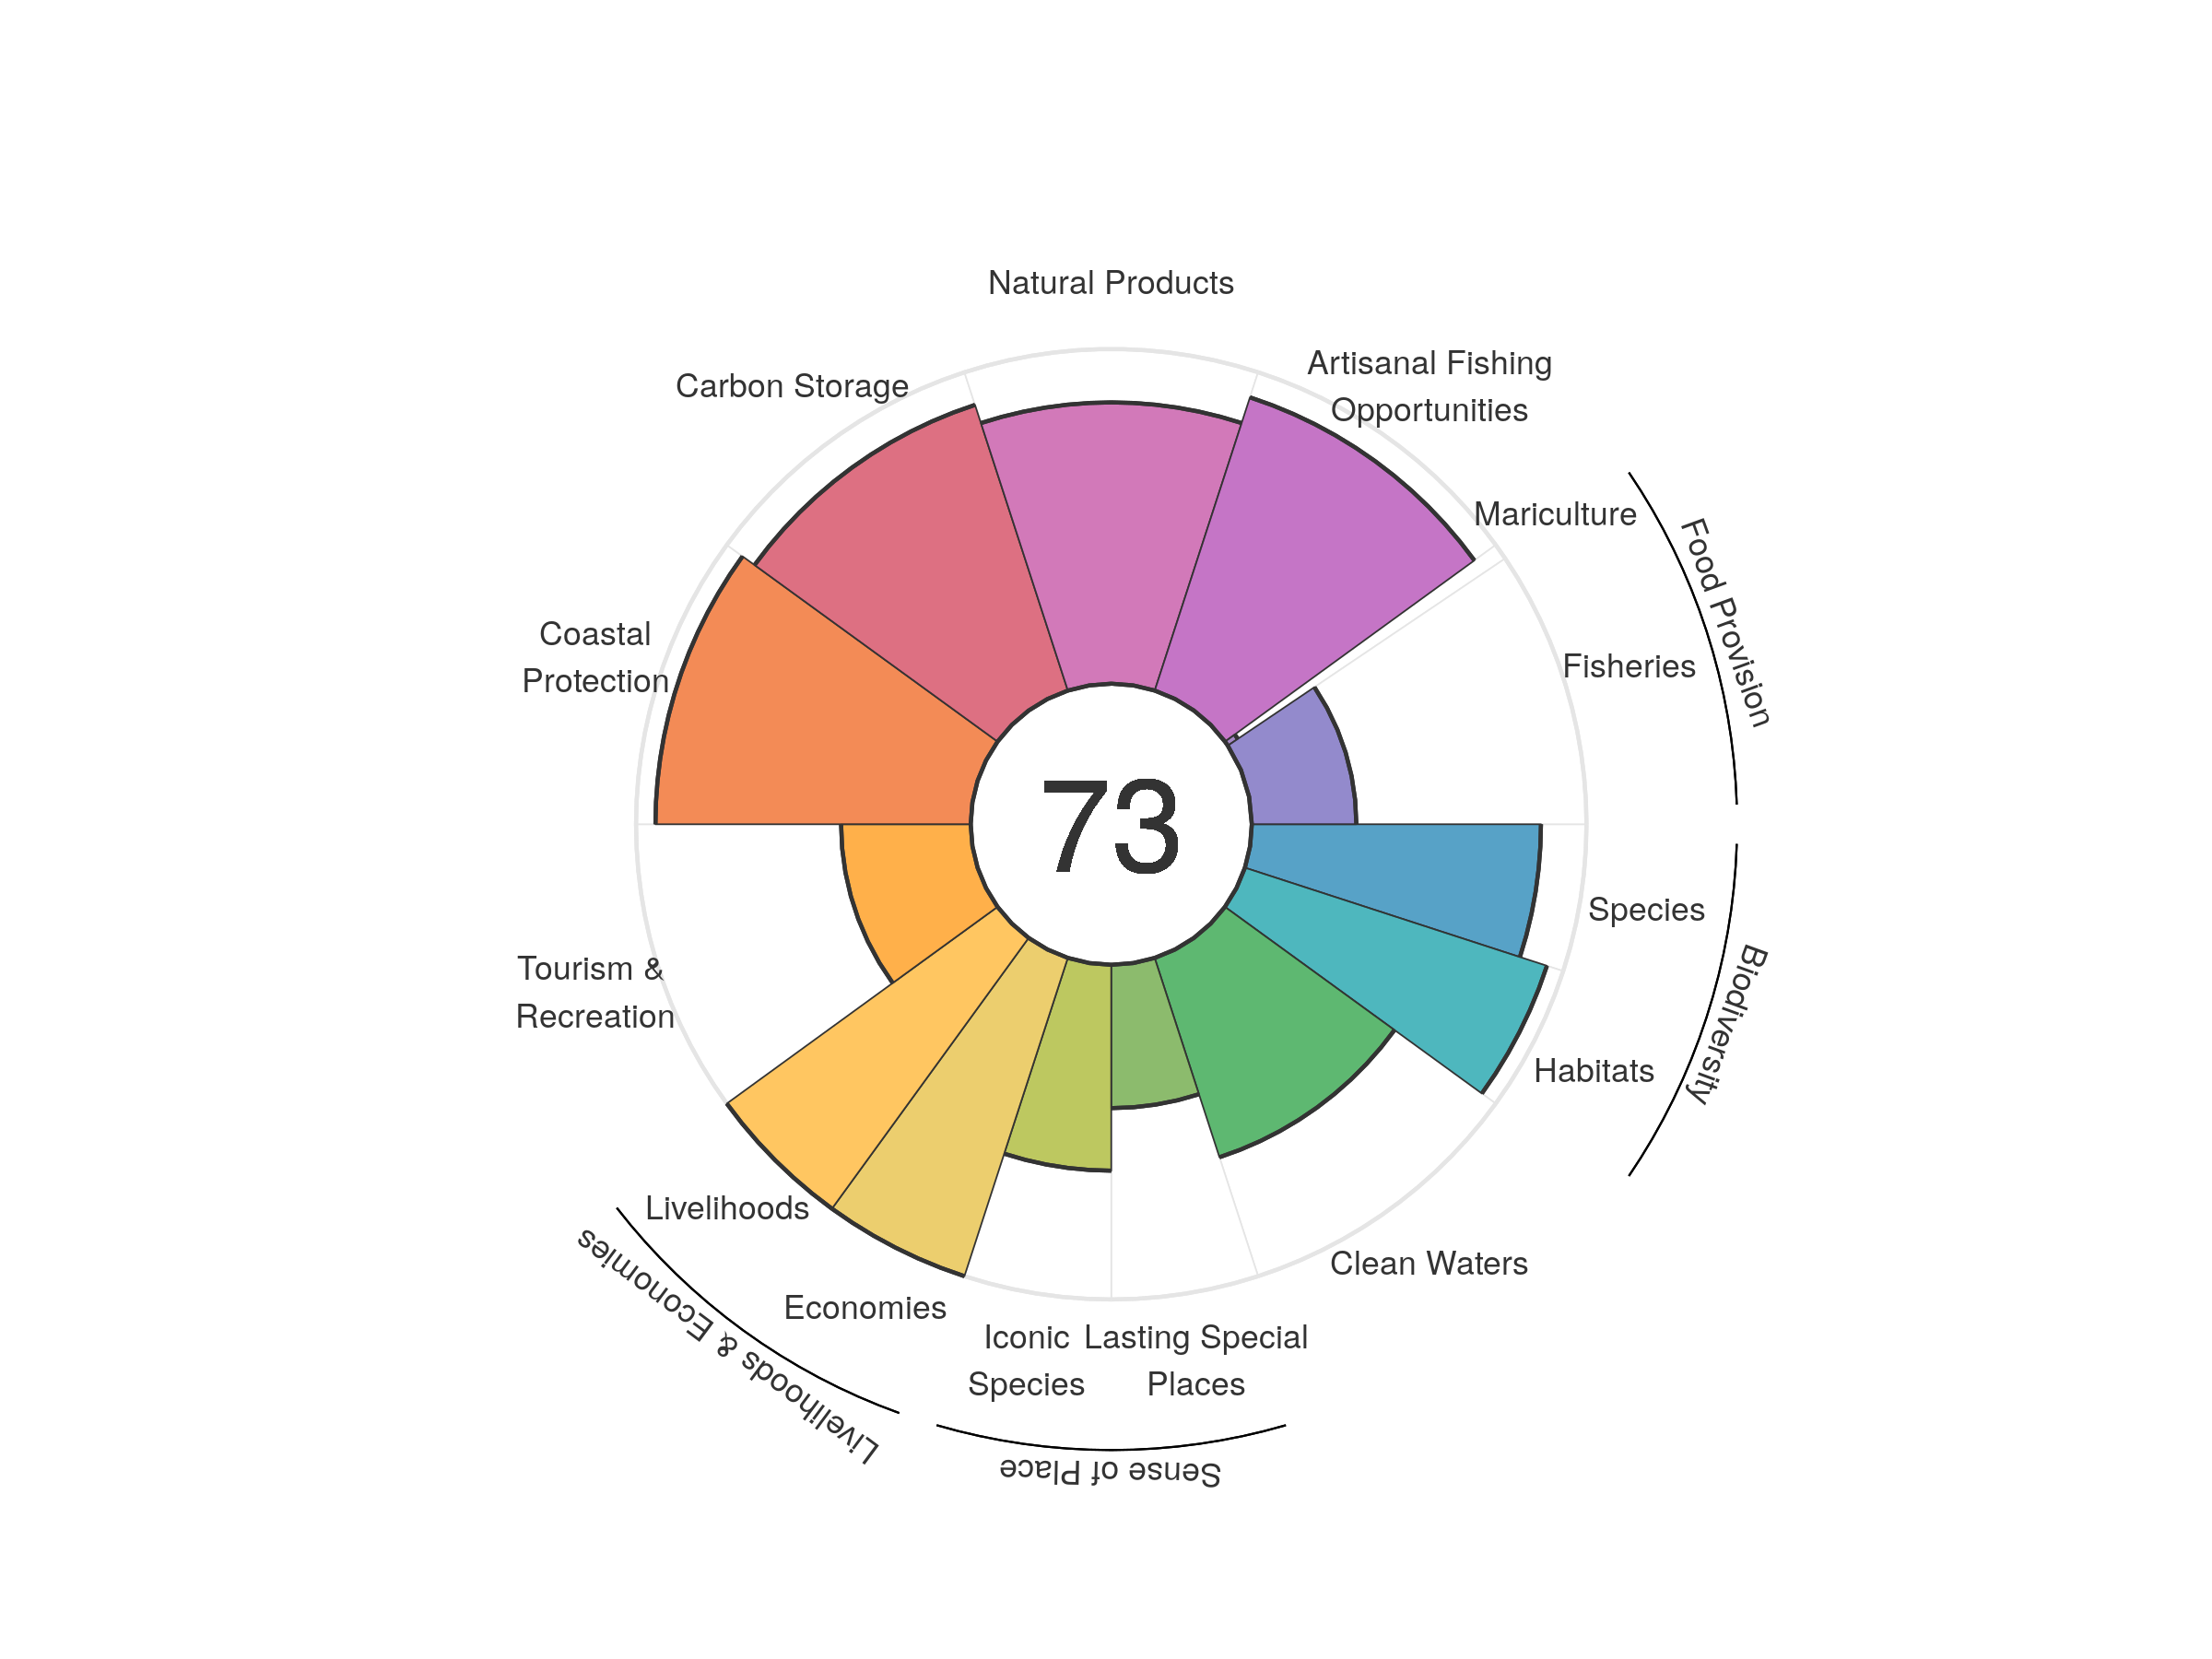 Natural Products
Artisanal Fishing
Opportunities
Carbon Storage
Mariculture
Food Provision
Coastal
Protection
Fisheries
73
Species
Biodiversity
Tourism &
Recreation
Habitats
Livelihoods
Livelihoods & Economies
Clean Waters
Economies
Iconic
Species
Lasting Special
Places
Sense of Place